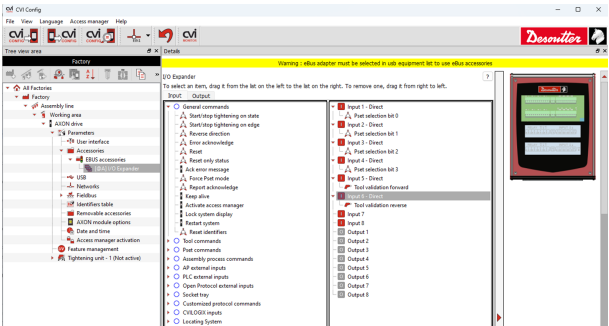 CVI Config
File View Language Access manager Help
CVI CONFIG CVI CONFIG CVI CVI
Desoutter
Tree view area
Details
Factory
Warning : eBus adapter must be selected in usb equipment list to use eBus accessories
I/O Expander
?
To select an item, drag it from the list on the left to the list on the right. To remove one, drag it from right to left.
Input Output
All Factories
Factory
Assembly line
Working area
AXON drive
Parameters
User interface
Accessories
EBUS accessories
I/O Expander
USB
Networks
Fieldbus
Identifiers table
Removable accessories
AXON module options
Date and time
Access manager activation
Feature management
Tightening unit - 1 (Not active)
General commands
Start/stop tightening on state
Start/stop tightening on edge
Reverse direction
Error acknowledge
Reset
Reset only status
Ack error message
Force Pset mode
Report acknowledge
Keep alive
Activate access manager
Lock system display
Restart system
Reset identifiers
Tool commands
Pset commands
Assembly process commands
AP external inputs
PLC external inputs
Open Protocol external inputs
Socket tray
Customized protocol commands
CVILOGIX inputs
Locating System
Input 1 - Direct
Pset selection bit 0
Input 2 - Direct
Pset selection bit 1
Input 3 - Direct
Pset selection bit 2
Input 4 - Direct
Pset selection bit 3
Input 5 - Direct
Tool validation forward
Input 6 - Direct
Tool validation reverse
Input 7
Input 8
Output 1
Output 2
Output 3
Output 4
Output 5
Output 6
Output 7
Output 8